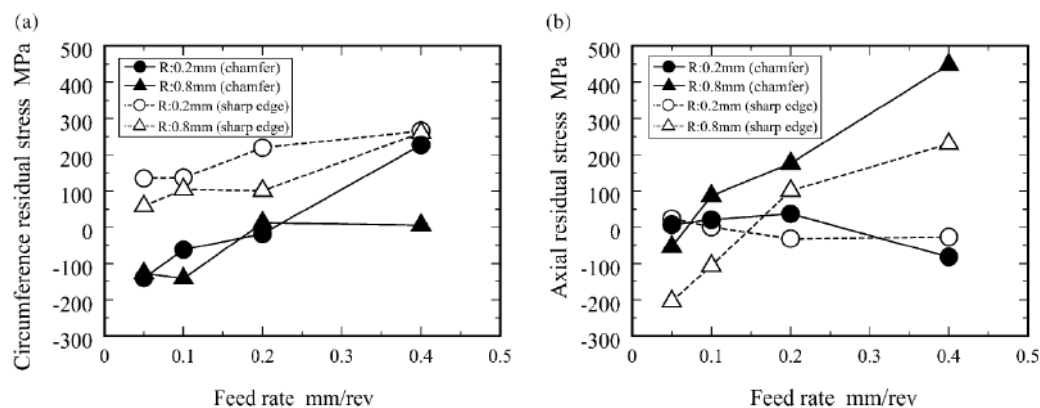 (a)
Circumference residual stress MPa
500
400
300
200
100
0
-100
-200
-300
R:0.2mm (chamfer)
R:0.8mm (chamfer)
R:0.2mm (sharp edge)
R:0.8mm (sharp edge)
0
0.1
0.2
0.3
0.4
0.5
Feed rate mm/rev
(b)
Axial residual stress MPa
500
400
300
200
100
0
-100
-200
-300
R:0.2mm (chamfer)
R:0.8mm (chamfer)
R:0.2mm (sharp edge)
R:0.8mm (sharp edge)
0
0.1
0.2
0.3
0.4
0.5
Feed rate mm/rev